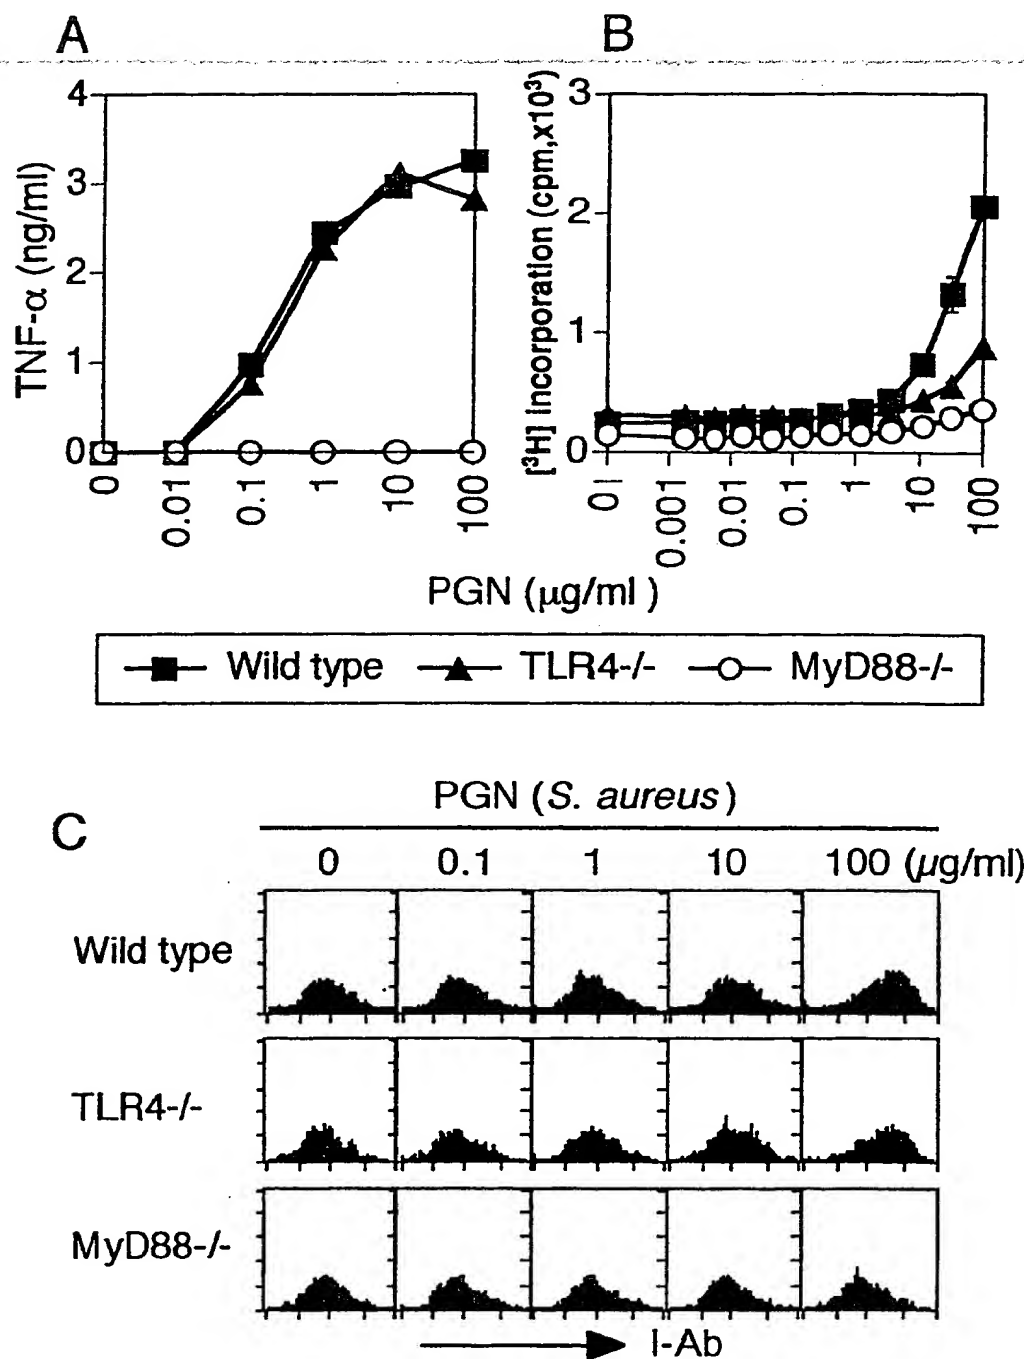 A
B
TNF-α (ng/ml)
4
3
2
1
0
0
0.01
0.1
1
10
100
[³H] incorporation (cpm,x10³)
3
2
1
0
0
0.001
0.01
0.1
1
10
100
PGN (μg/ml )
Wild type
TLR4-/-
MyD88-/-
PGN (S. aureus)
C
0 0.1 1 10 100 (μg/ml)
Wild type
TLR4-/-
MyD88-/-
I-Ab